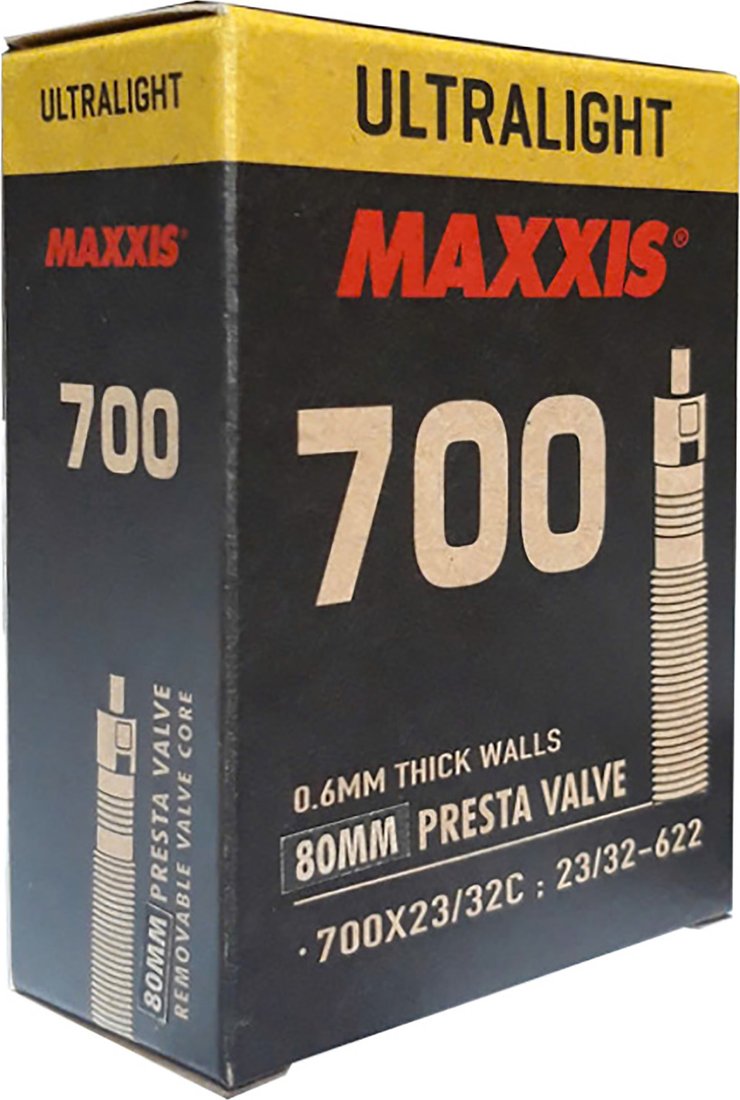 ULTRALIGHT
MAXXIS®
700
80MM PRESTA VALVE
REMOVABLE VALVE CORE
ULTRALIGHT
MAXXIS®
700
0.6MM THICK WALLS
80MM PRESTA VALVE
· 700X23/32C : 23/32-622